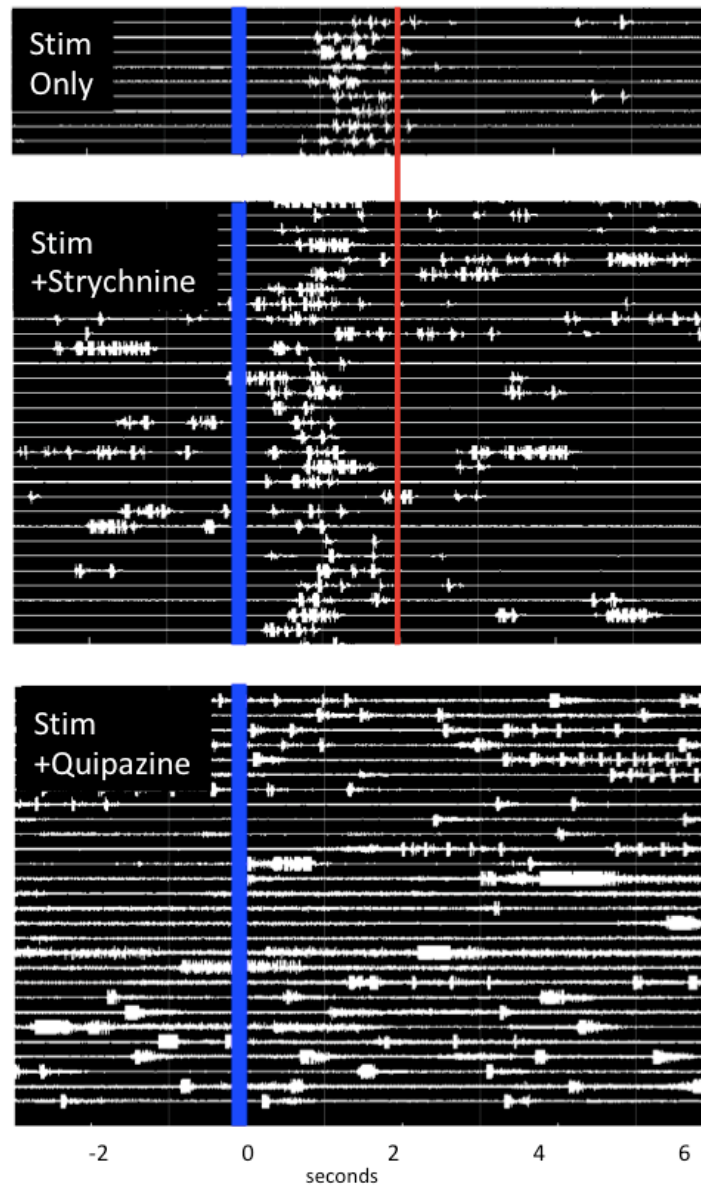 Stim
Only
Stim
+Strychnine
Stim
+Quipazine
-2 0 2 4 6
seconds